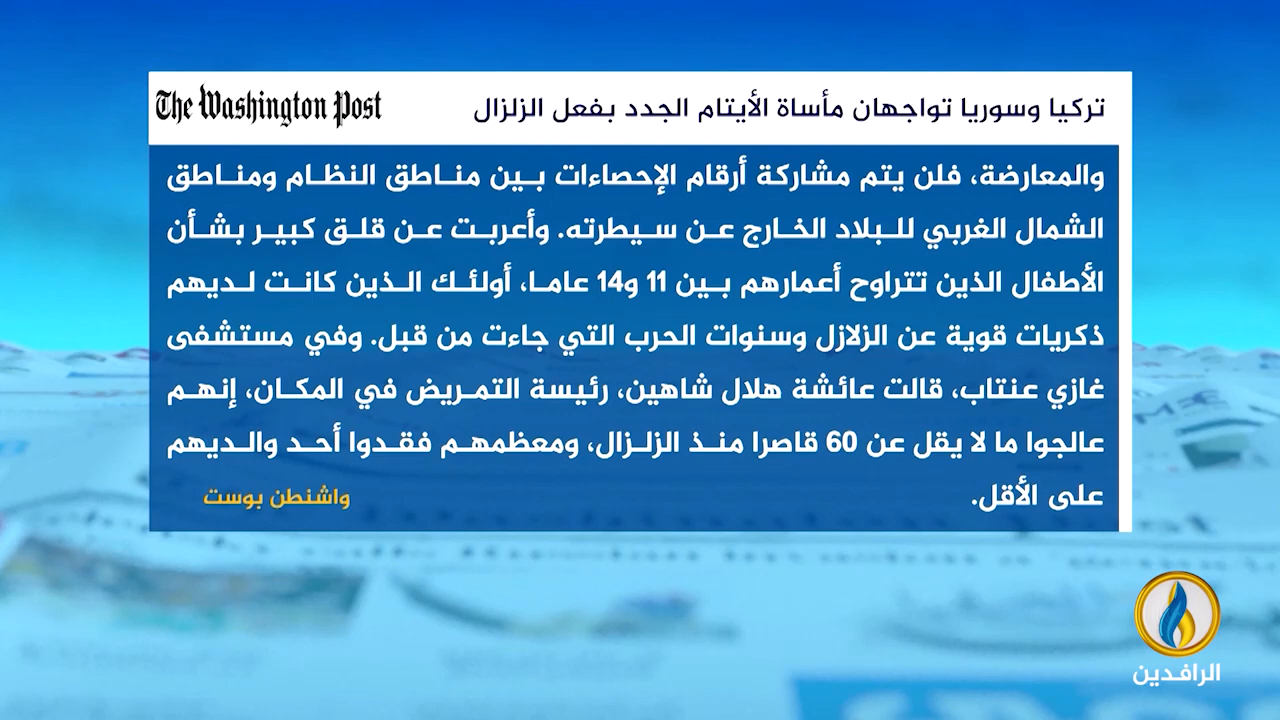 The Washington Post
تركيا وسوريا تواجهان مأساة الأيتام الجدد بفعل الزلزال
والمعارضة، فلن يتم مشاركة أرقام الإحصاءات بين مناطق النظام ومناطق
الشمال الغربي للبلاد الخارج عن سيطرته. وأعربت عن قلق كبير بشأن
الأطفال الذين تتراوح أعمارهم بين 11 و14 عاما، أولئك الذين كانت لديهم
ذكريات قوية عن الزلازل وسنوات الحرب التي جاءت من قبل. وفي مستشفى
غازي عنتاب، قالت عائشة هلال شاهين، رئيسة التمريض في المكان، إنهم
عالجوا ما لا يقل عن 60 قاصرا منذ الزلزال، ومعظمهم فقدوا أحد والديهم
على الأقل.
واشنطن بوست
الرافدين